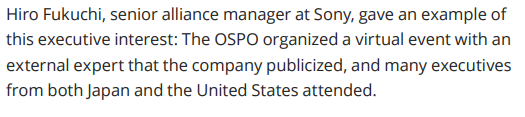 Hiro Fukuchi, senior alliance manager at Sony, gave an example of
this executive interest: The OSPO organized a virtual event with an
external expert that the company publicized, and many executives
from both Japan and the United States attended.